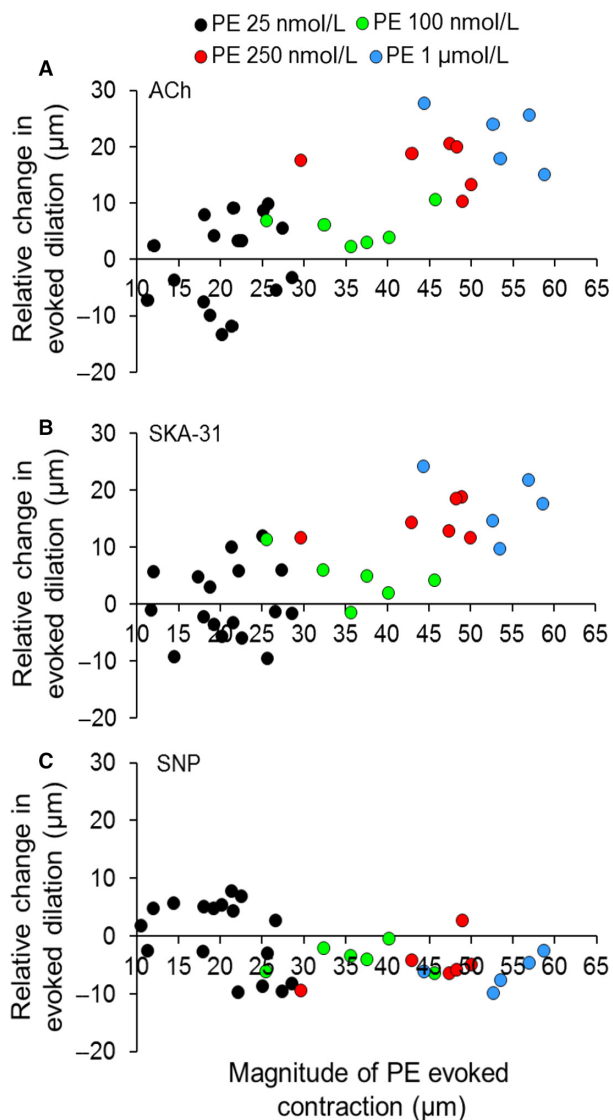 PE 25 nmol/L PE 100 nmol/L
PE 250 nmol/L PE 1 µmol/L
A
ACh
Relative change in
evoked dilation (µm)
30
20
10
0
–10
–20
10 15 20 25 30 35 40 45 50 55 60 65
B
SKA-31
Relative change in
evoked dilation (µm)
30
20
10
0
–10
–20
10 15 20 25 30 35 40 45 50 55 60 65
C
SNP
Relative change in
evoked dilation (µm)
30
20
10
0
–10
–20
10 15 20 25 30 35 40 45 50 55 60 65
Magnitude of PE evoked
contraction (µm)